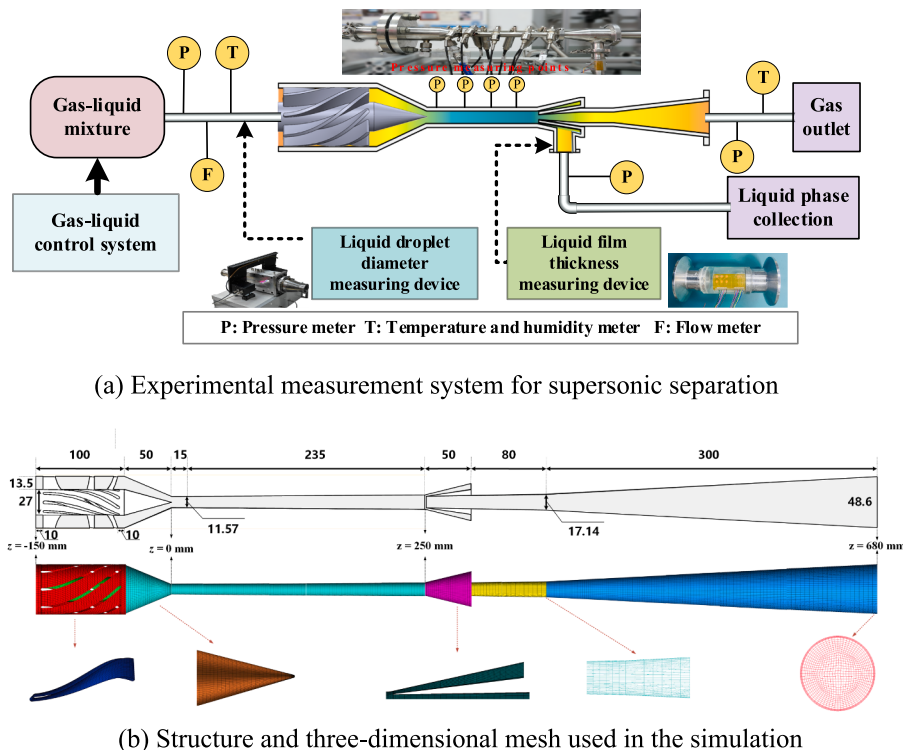 Pressure measuring points
P
T
P
P
P
P
T
Gas-liquid
mixture
Gas
outlet
F
P
P
Gas-liquid
control system
Liquid phase
collection
Liquid droplet
diameter
measuring device
Liquid film
thickness
measuring device
P: Pressure meter T: Temperature and humidity meter F: Flow meter
(a) Experimental measurement system for supersonic separation
100
50
15
235
50
80
300
13.5
27
11.57
17.14
48.6
10
10
z = -150 mm
z = 0 mm
z = 250 mm
z = 680 mm
(b) Structure and three-dimensional mesh used in the simulation